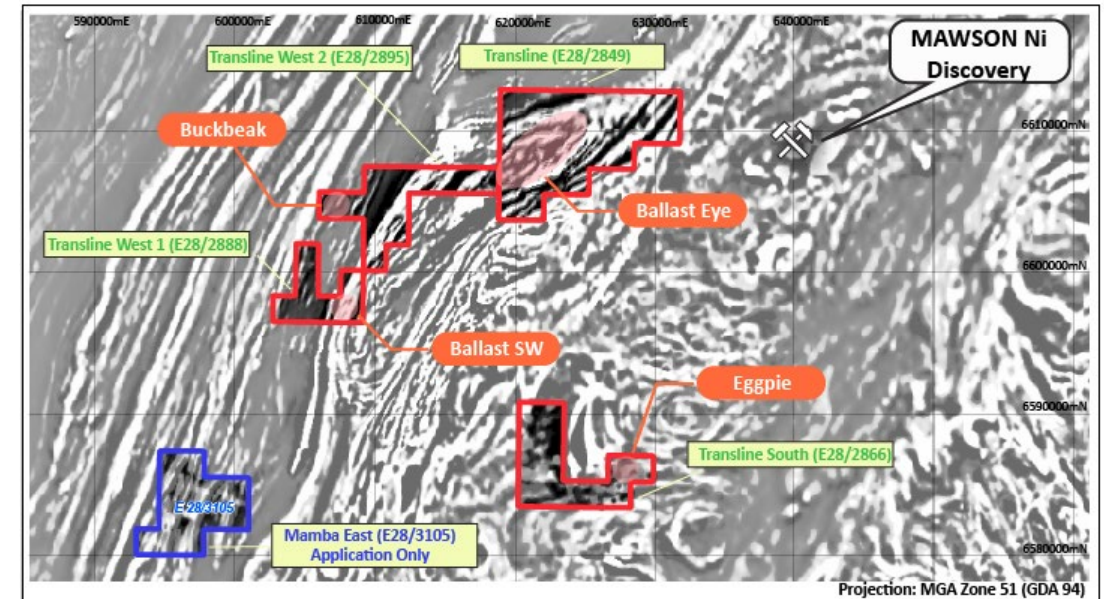 590000mE
600000mE
610000mE
620000mE
630000mE
640000mE
Transline West 2 (E28/2895)
Transline (E28/2849)
MAWSON Ni
Discovery
Buckbeak
6610000mN
Ballast Eye
Transline West 1 (E28/2888)
6600000mN
Ballast SW
Eggpie
6590000mN
Transline South (E28/2866)
E 28/3105
Mamba East (E28/3105)
Application Only
6580000mN
Projection: MGA Zone 51 (GDA 94)